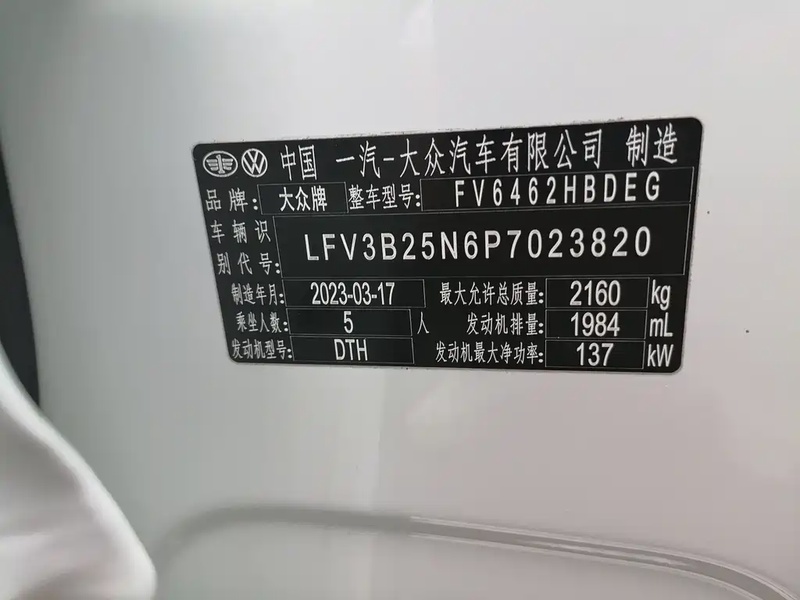 中国 一汽-大众汽车有限公司 制造
品牌: 大众牌 整车型号: FV6462HBDEG
车辆识别代号: LFV3B25N6P7023820
制造年月: 2023-03-17 最大允许总质量: 2160 kg
乘坐人数: 5 人 发动机排量: 1984 mL
发动机型号: DTH 发动机最大净功率: 137 kW